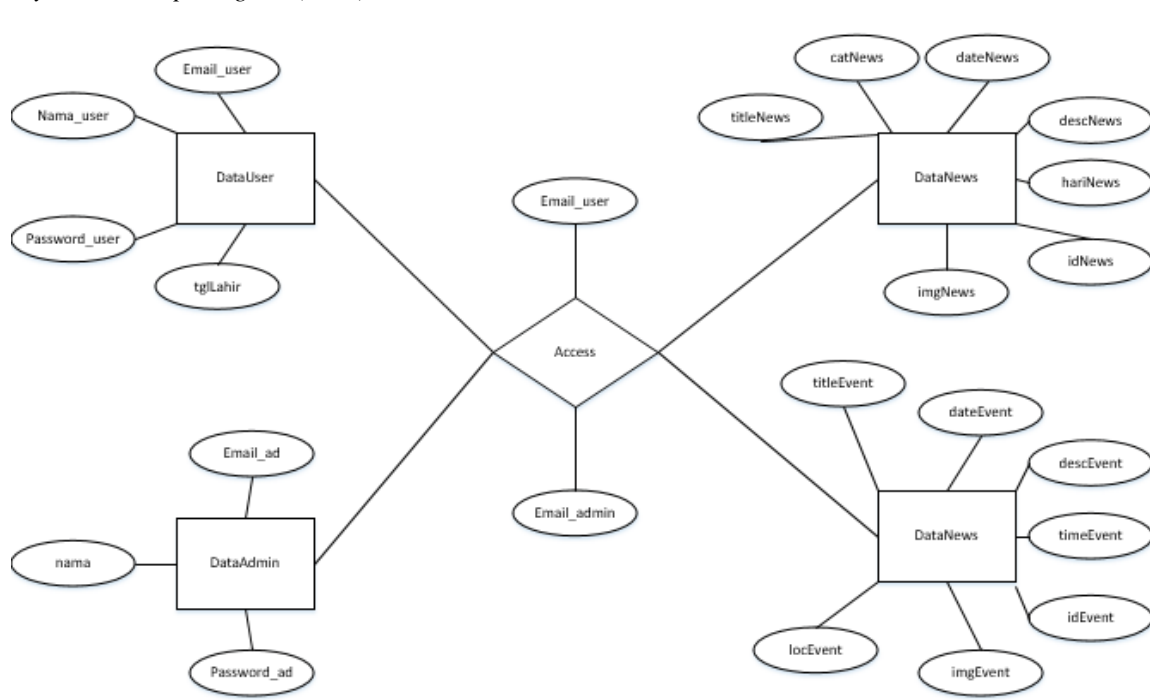 Email_user
Nama_user
DataUser
Password_user
tglLahir
catNews
dateNews
titleNews
descNews
DataNews
hariNews
idNews
imgNews
Email_user
Access
Email_admin
Email_ad
nama
DataAdmin
Password_ad
titleEvent
dateEvent
descEvent
DataNews
timeEvent
idEvent
locEvent
imgEvent